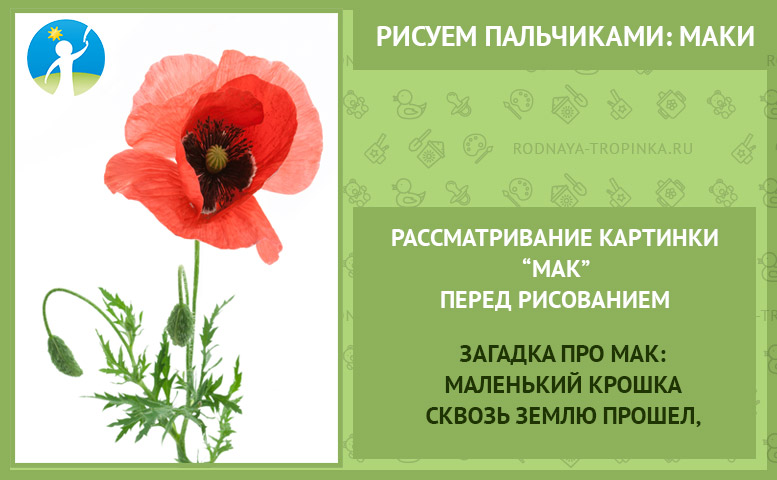 РИСУЕМ ПАЛЬЧИКАМИ: МАКИ
RODNAYA-TROPINKA.RU
РАССМАТРИВАНИЕ КАРТИНКИ
“МАК”
ПЕРЕД РИСОВАНИЕМ
ЗАГАДКА ПРО МАК:
МАЛЕНЬКИЙ КРОШКА
СКВОЗЬ ЗЕМЛЮ ПРОШЕЛ,